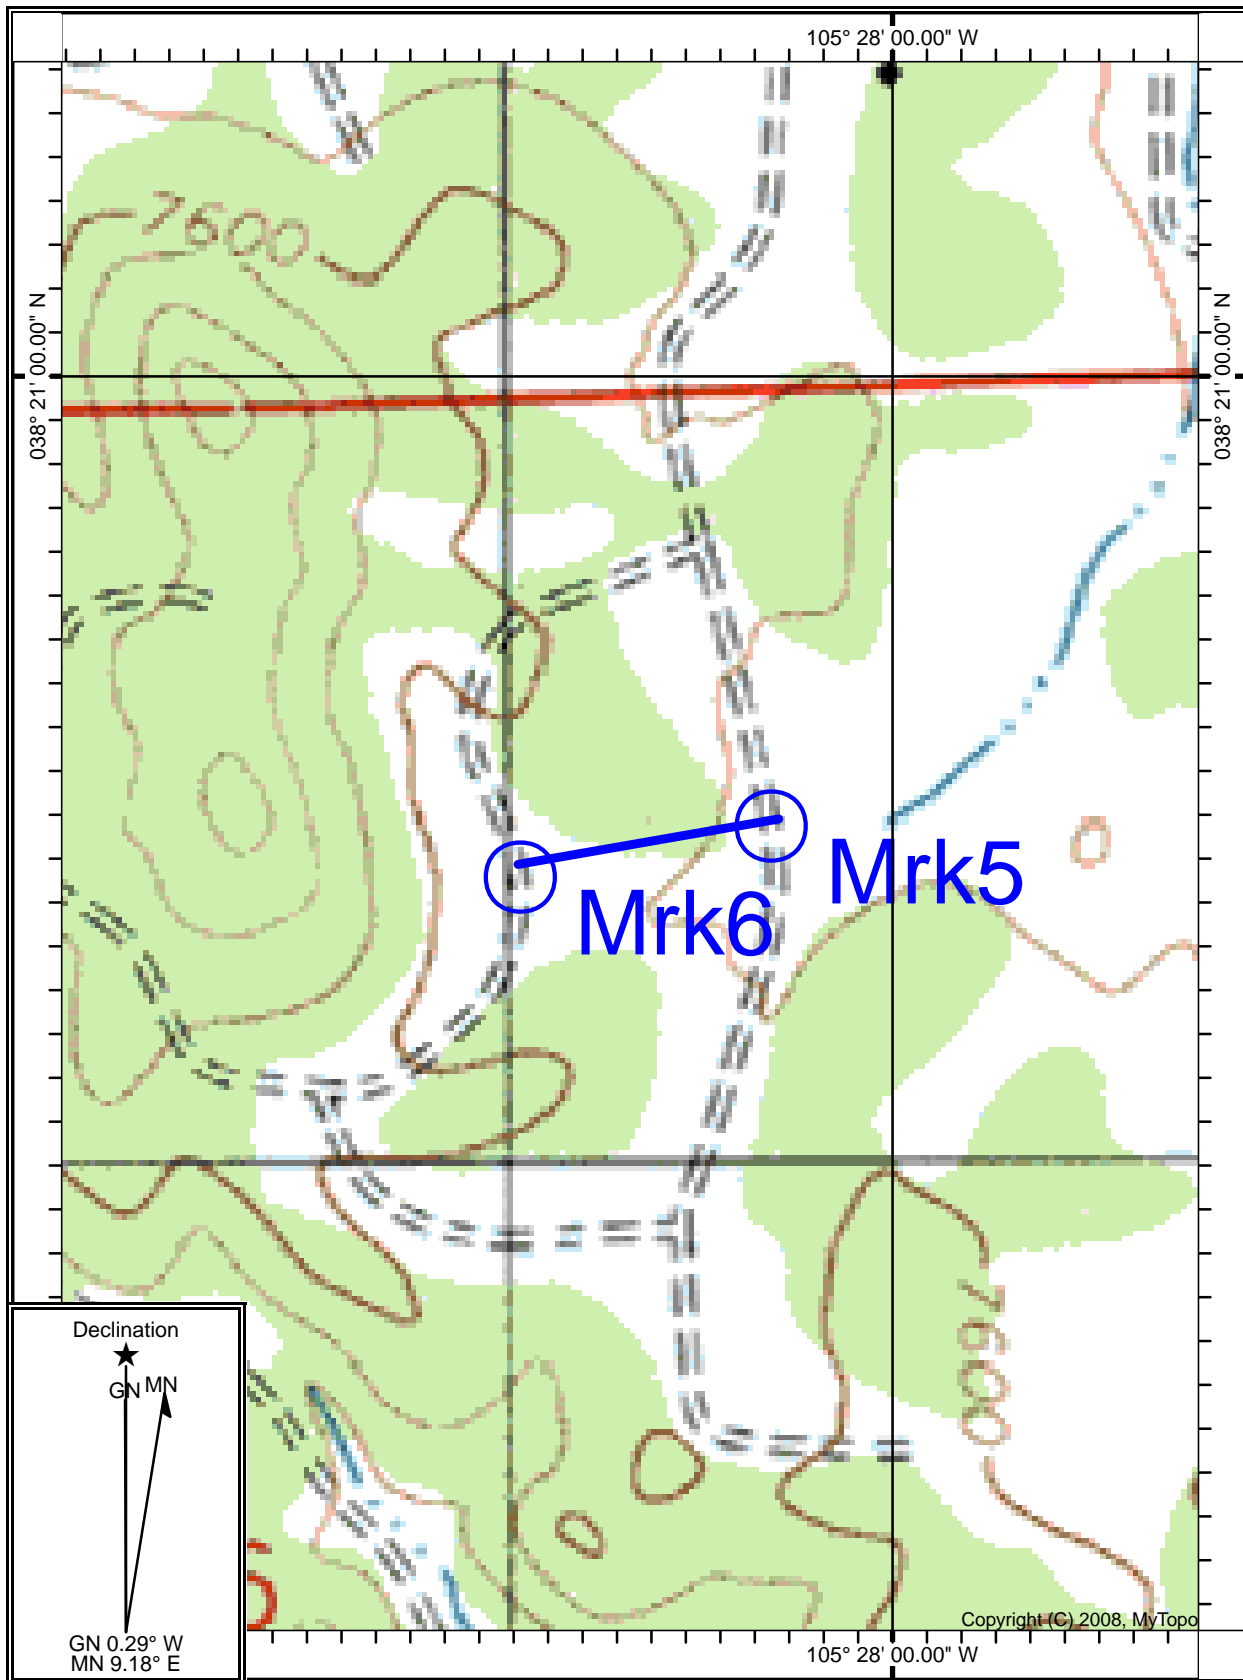 105° 28' 00.00" W
7600
038° 21' 00.00" N
038° 21' 00.00" N
Mrk5
Mrk6
7600
Declination
GN MN
GN 0.29° W
MN 9.18° E
Copyright (C) 2008, MyTopo
105° 28' 00.00" W